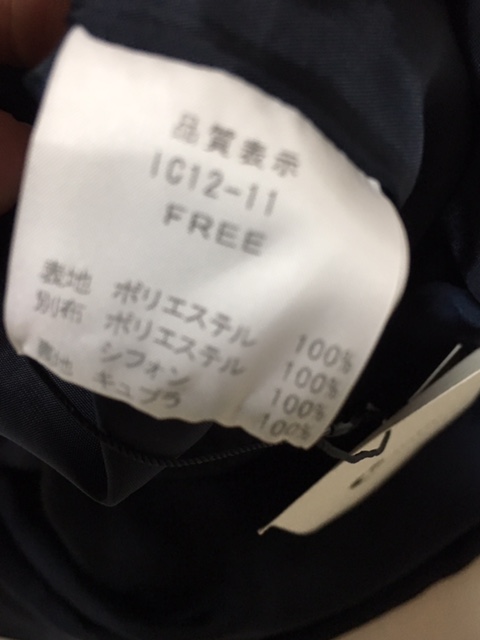 品質表示
IC12-11
FREE
表地 ポリエステル 100%
別布 ポリエステル 100%
シフォン 100%
裏地 キュプラ 100%